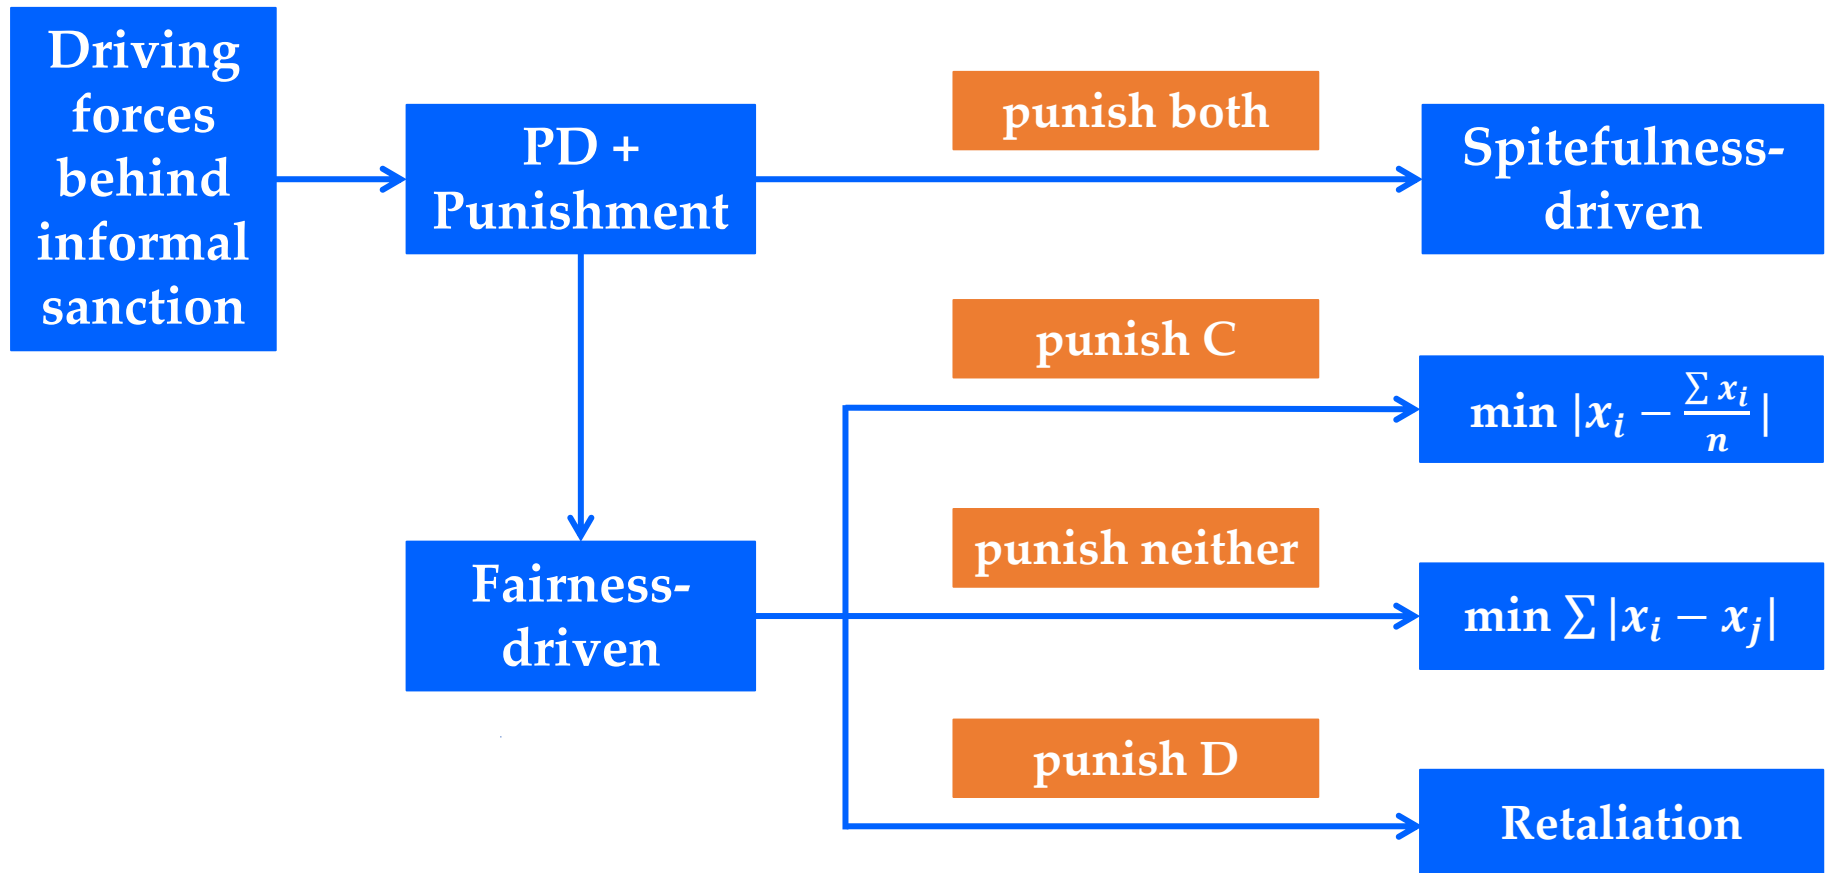 Driving
forces
behind
informal
sanction
PD +
Punishment
punish both
Spitefulness-
driven
punish C
min |x_i − (∑ x_i)/n|
Fairness-
driven
punish neither
min ∑ |x_i − x_j|
punish D
Retaliation